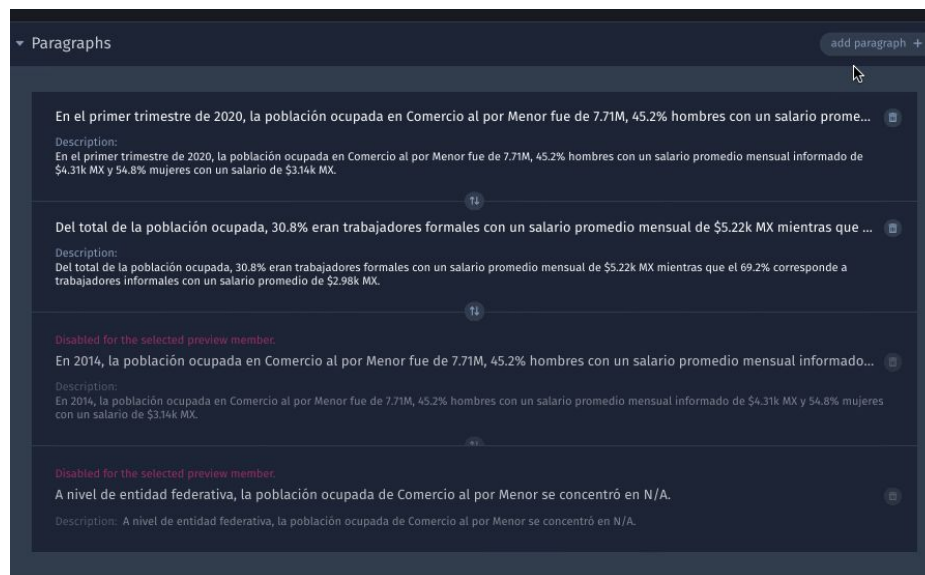 Paragraphs
add paragraph +
En el primer trimestre de 2020, la población ocupada en Comercio al por Menor fue de 7.71M, 45.2% hombres con un salario prome...
Description:
En el primer trimestre de 2020, la población ocupada en Comercio al por Menor fue de 7.71M, 45.2% hombres con un salario promedio mensual informado de
$4.31k MX y 54.8% mujeres con un salario de $3.14k MX.
Del total de la población ocupada, 30.8% eran trabajadores formales con un salario promedio mensual de $5.22k MX mientras que ...
Description:
Del total de la población ocupada, 30.8% eran trabajadores formales con un salario promedio mensual de $5.22k MX mientras que el 69.2% corresponde a
trabajadores informales con un salario promedio de $2.98k MX.
Disabled for the selected preview member.
En 2014, la población ocupada en Comercio al por Menor fue de 7.71M, 45.2% hombres con un salario promedio mensual informado...
Description:
En 2014, la población ocupada en Comercio al por Menor fue de 7.71M, 45.2% hombres con un salario promedio mensual informado de $4.31k MX y 54.8% mujeres
con un salario de $3.14k MX.
Disabled for the selected preview member.
A nivel de entidad federativa, la población ocupada de Comercio al por Menor se concentró en N/A.
Description: A nivel de entidad federativa, la población ocupada de Comercio al por Menor se concentró en N/A.